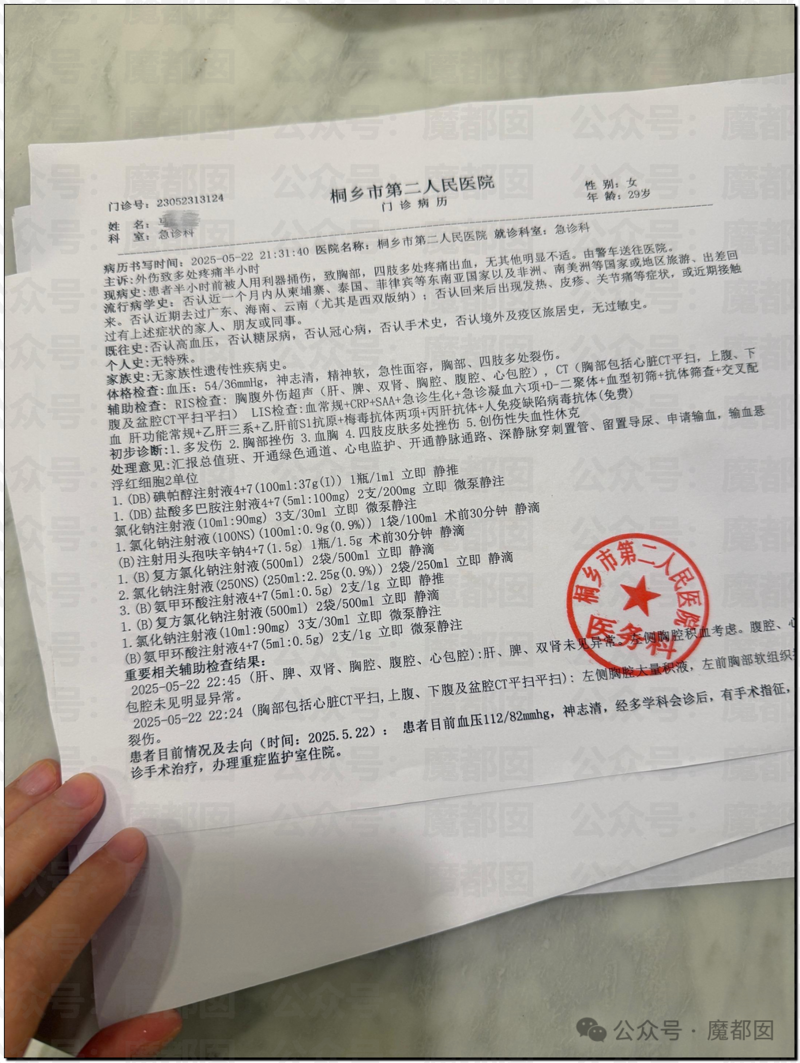 桐乡市第二人民医院
门诊病历
门诊号：23052313124
性 别：女
姓 名：
年 龄：29岁
科 室：急诊科
病历书写时间：2025-05-22 21:31:40 医院名称：桐乡市第二人民医院 就诊科室：急诊科
主诉：外伤致多处疼痛半小时
现病史：患者半小时前被人用利器捅伤，致胸部，四肢多处疼痛出血，无其他明显不适。由警车送往医院。
流行病学史：否认近一个月内从柬埔寨、泰国、菲律宾等东南亚国家以及非洲、南美洲等国家或地区旅游、出差回
来。否认近期去过广东、海南、云南（尤其是西双版纳）；否认回来后出现发热、皮疹、关节痛等症状，或近期接触
过有上述症状的家人、朋友或同事。
既往史：否认高血压，否认糖尿病，否认冠心病，否认手术史，否认境外及疫区旅居史，无过敏史。
个人史：无特殊。
家族史：无家族性遗传性疾病史。
体格检查：血压：54/36mmHg，神志清，精神软，急性面容，胸部、四肢多处裂伤。
辅助检查： RIS检查： 胸腹外伤超声（肝、脾、双肾、胸腔、腹腔、心包腔），CT（胸部包括心脏CT平扫，上腹、下
腹及盆腔CT平扫平扫） LIS检查:血常规+CRP+SAA+急诊生化+急诊凝血六项+D-二聚体+血型初筛+抗体筛查+交叉配
血 肝功能常规+乙肝三系+乙肝前S1抗原+梅毒抗体两项+丙肝抗体+人免疫缺陷病毒抗体(免费)
初步诊断:1.多发伤 2.胸部挫伤 3.血胸 4.四肢皮肤多处挫伤 5.创伤性失血性休克
处理意见:汇报总值班、开通绿色通道、心电监护、开通静脉通路、深静脉穿刺置管、留置导尿、申请输血，输血悬
浮红细胞2单位
1.(DB)碘帕醇注射液4+7(100ml:37g(I)) 1瓶/1ml 立即 静推
1.(DB)盐酸多巴胺注射液4+7(5ml:100mg) 2支/200mg 立即 微泵静注
氯化钠注射液(10ml:90mg) 3支/30ml 立即 微泵静注
1.氯化钠注射液(100NS)(100ml:0.9g(0.9%)) 1袋/100ml 术前30分钟 静滴
(B)注射用头孢呋辛钠4+7(1.5g) 1瓶/1.5g 术前30分钟 静滴
1.(B)复方氯化钠注射液(500ml) 2袋/500ml 立即 静滴
2.氯化钠注射液(250NS)(250ml:2.25g(0.9%)) 2袋/250ml 立即 静滴
3.(B)氨甲环酸注射液4+7(5ml:0.5g) 2支/1g 立即 静推
1.(B)复方氯化钠注射液(500ml) 2袋/500ml 立即 静滴
1.氯化钠注射液(10ml:90mg) 3支/30ml 立即 微泵静注
(B)氨甲环酸注射液4+7(5ml:0.5g) 2支/1g 立即 微泵静注
重要相关辅助检查结果：
2025-05-22 22:45 (肝、脾、双肾、胸腔、腹腔、心包腔):肝、脾、双肾未见异常。左侧胸腔积血考虑。腹腔、心
包腔未见明显异常。
2025-05-22 22:24 (胸部包括心脏CT平扫,上腹、下腹及盆腔CT平扫平扫): 左侧胸腔大量积液，左前胸部软组织
裂伤。
患者目前情况及去向（时间：2025.5.22）： 患者目前血压112/82mmhg，神志清，经多学科会诊后，有手术指征，
诊手术治疗，办理重症监护室住院。
桐乡市第二人民医院
医务科
公众号：魔都囡
公众号 · 魔都囡